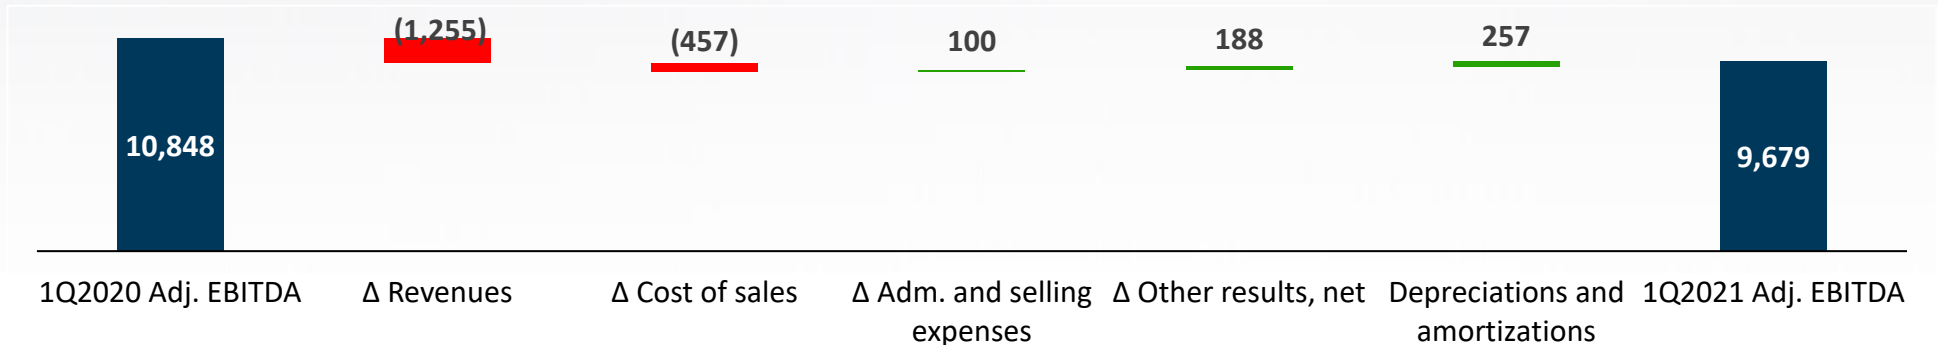 (1,255)
(457)
100
188
257
10,848
9,679
1Q2020 Adj. EBITDA
Δ Revenues
Δ Cost of sales
Δ Adm. and selling
expenses
Δ Other results, net
Depreciations and
amortizations
1Q2021 Adj. EBITDA